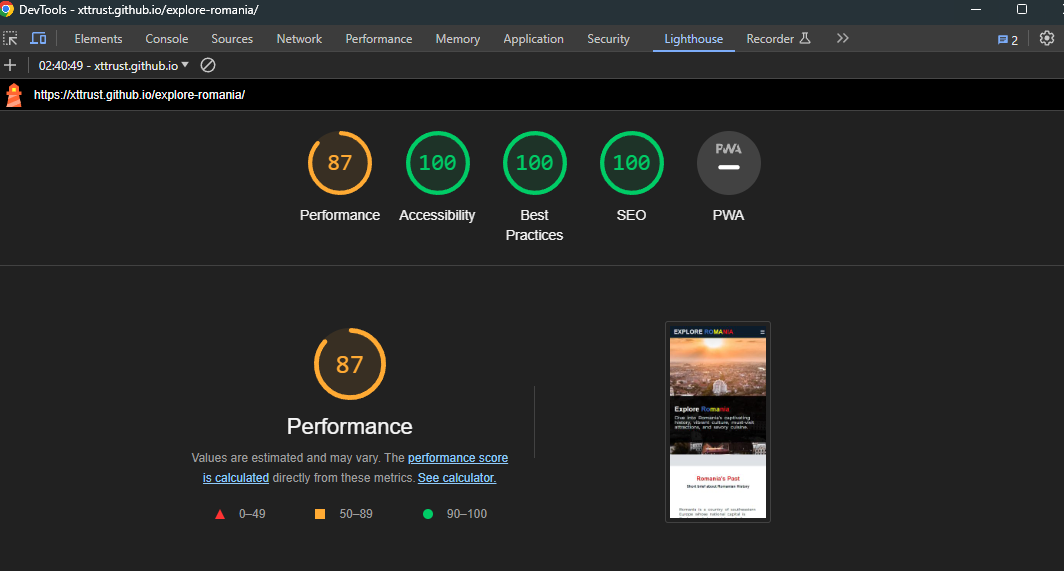 DevTools - xttrust.github.io/explore-romania/
Elements Console Sources Network Performance Memory Application Security Lighthouse Recorder 2
02:40:49 - xttrust.github.io
https://xttrust.github.io/explore-romania/
87 100 100 100 PWA
Performance Accessibility Best Practices SEO PWA
87
Performance
Values are estimated and may vary. The performance score
is calculated directly from these metrics. See calculator.
0–49 50–89 90–100
EXPLORE ROMANIA
Explore Romania
Dive into Romania's captivating
history, vibrant culture, must-visit
attractions, and savory cuisine.
Romania's Past
Short brief about Romanian History
Romania is a country of southeastern
Europe whose national capital is